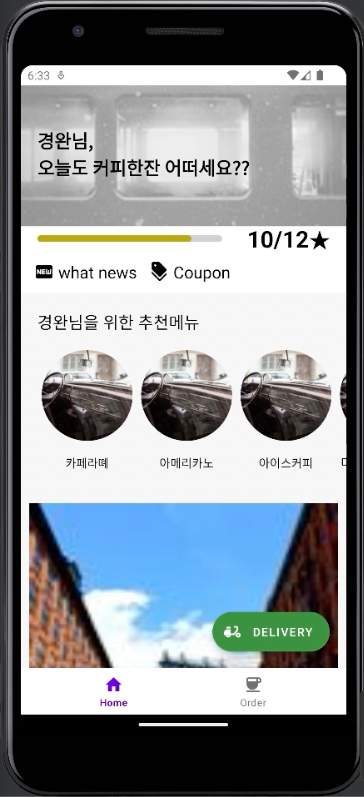 6:33
경완님,
오늘도 커피한잔 어떠세요??
10/12★
NEW what news Coupon
경완님을 위한 추천메뉴
카페라떼 아메리카노 아이스커피
DELIVERY
Home Order